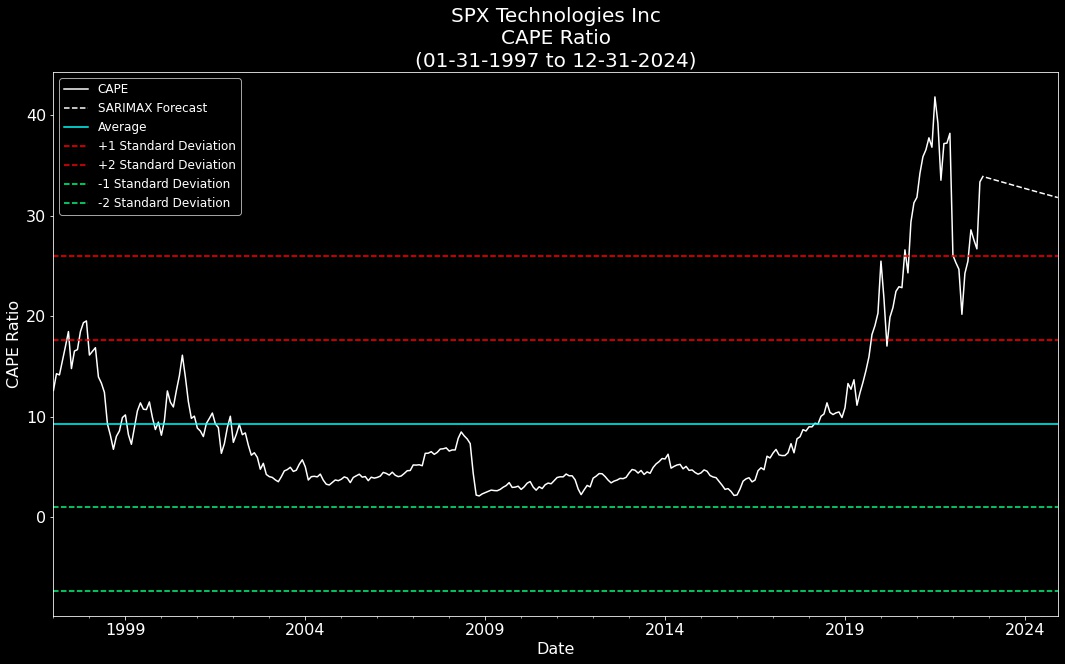 SPX Technologies Inc
CAPE Ratio
(01-31-1997 to 12-31-2024)
CAPE
SARIMAX Forecast
Average
+1 Standard Deviation
+2 Standard Deviation
-1 Standard Deviation
-2 Standard Deviation
40
30
20
10
0
CAPE Ratio
1999 2004 2009 2014 2019 2024
Date